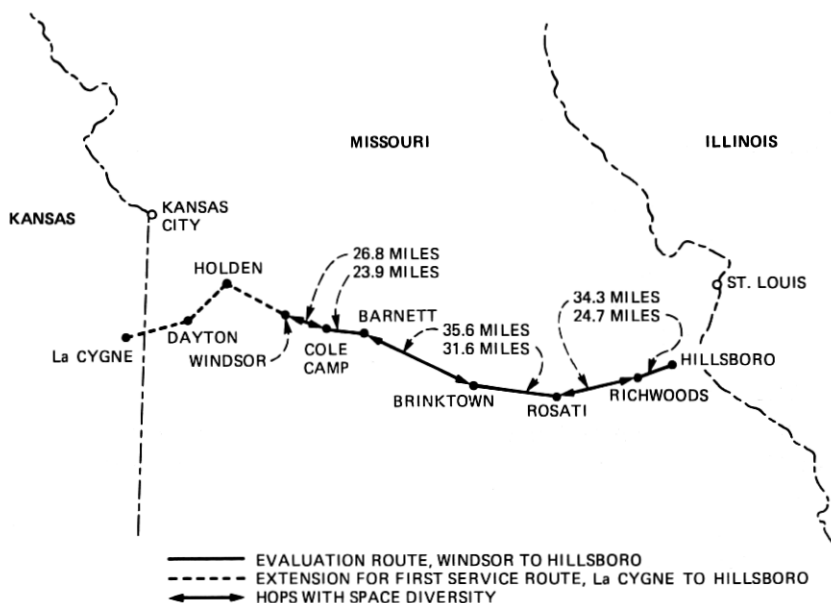 MISSOURI
ILLINOIS
KANSAS
KANSAS
CITY
HOLDEN
26.8 MILES
23.9 MILES
ST. LOUIS
BARNETT
34.3 MILES
24.7 MILES
35.6 MILES
31.6 MILES
La CYGNE
DAYTON
WINDSOR
COLE
CAMP
HILLSBORO
BRINKTOWN
ROSATI
RICHWOODS
EVALUATION ROUTE, WINDSOR TO HILLSBORO
EXTENSION FOR FIRST SERVICE ROUTE, La CYGNE TO HILLSBORO
HOPS WITH SPACE DIVERSITY